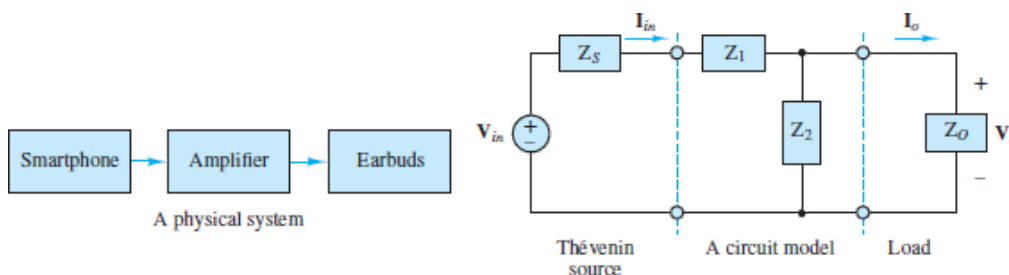 Smartphone
Amplifier
Earbuds
A physical system
I_in
I_o
Z_S
Z_1
V_in
+
−
Z_2
+
Z_O
V
−
Thévenin
source
A circuit model
Load